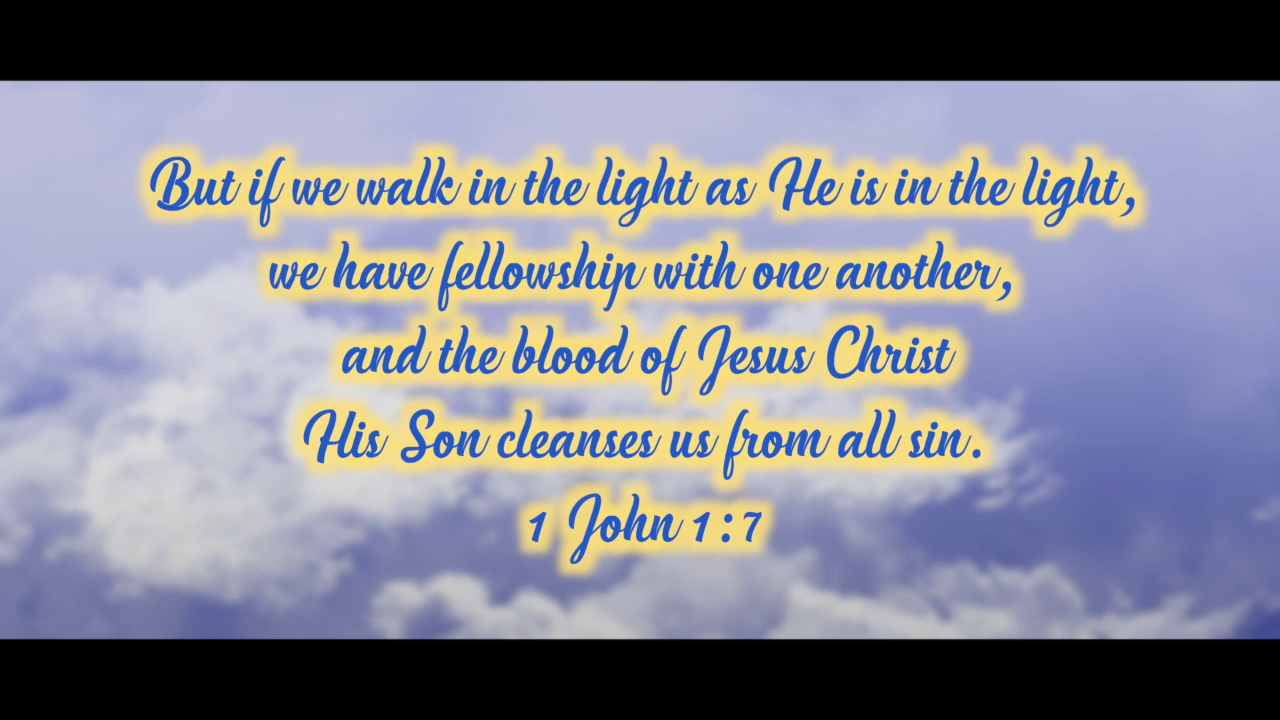 But if we walk in the light as He is in the light,
we have fellowship with one another,
and the blood of Jesus Christ
His Son cleanses us from all sin.
1 John 1:7